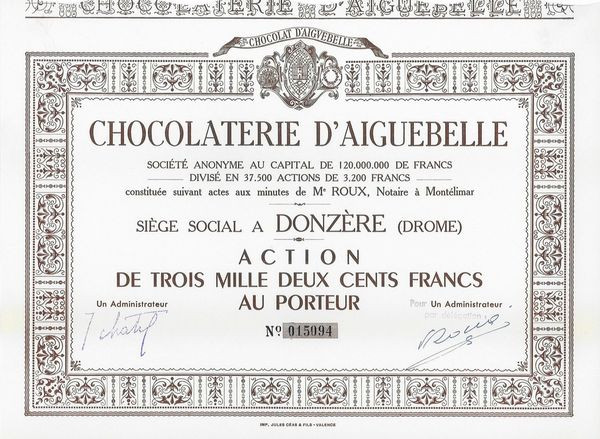 CHOCOLATERIE D'AIGUEBELLE
CHOCOLAT D'AIGUEBELLE
CHOCOLATERIE D'AIGUEBELLE
SOCIÉTÉ ANONYME AU CAPITAL DE 120.000.000 DE FRANCS
DIVISÉ EN 37.500 ACTIONS DE 3.200 FRANCS
constituée suivant actes aux minutes de Me ROUX, Notaire à Montélimar
SIÈGE SOCIAL A DONZÈRE (DROME)
ACTION
DE TROIS MILLE DEUX CENTS FRANCS
AU PORTEUR
Un Administrateur
Pour Un Administrateur
par délégation
No 015094
IMP. JULES CÉAS & FILS - VALENCE